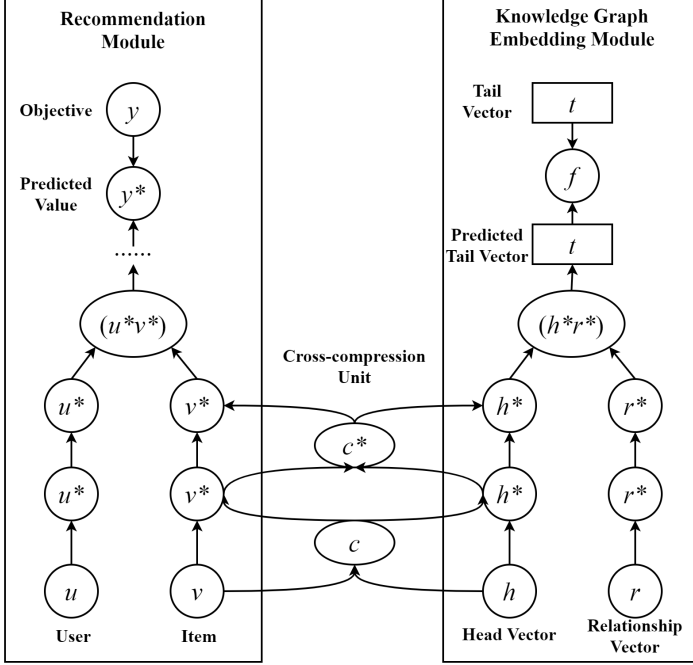 Recommendation
Module
Knowledge Graph
Embedding Module
Objective
y
Tail
Vector
t
Predicted
Value
y*
f
......
Predicted
Tail Vector
t
(u*v*)
(h*r*)
Cross-compression
Unit
u*
v*
h*
r*
c*
u*
v*
h*
r*
c
u
v
h
r
User
Item
Head Vector
Relationship
Vector